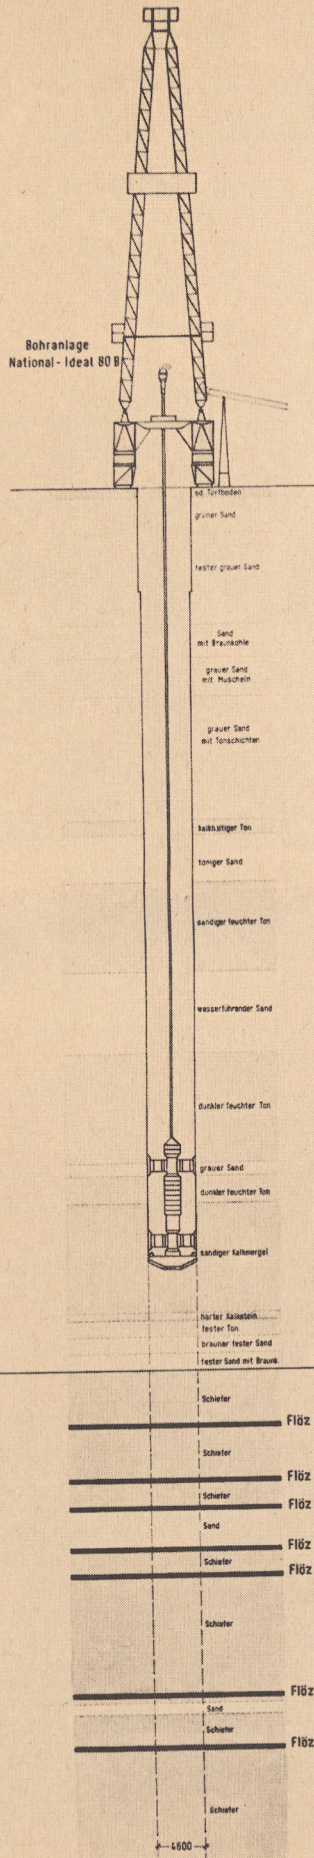 Bohranlage
National - Ideal 80 B
sd. Torfboden
grüner Sand
fester grauer Sand
Sand
mit Braunkohle
grauer Sand
mit Muscheln
grauer Sand
mit Tonschichten
kalkhaltiger Ton
toniger Sand
sandiger feuchter Ton
wasserführender Sand
dunkler feuchter Ton
grauer Sand
dunkler feuchter Ton
sandiger Kalkmergel
harter Kalkstein
fester Ton
brauner fester Sand
fester Sand mit Braunk.
Schiefer
Flöz
Schiefer
Flöz
Schiefer
Flöz
Sand
Flöz
Schiefer
Flöz
Schiefer
Flöz
Sand
Schiefer
Flöz
Schiefer
4600